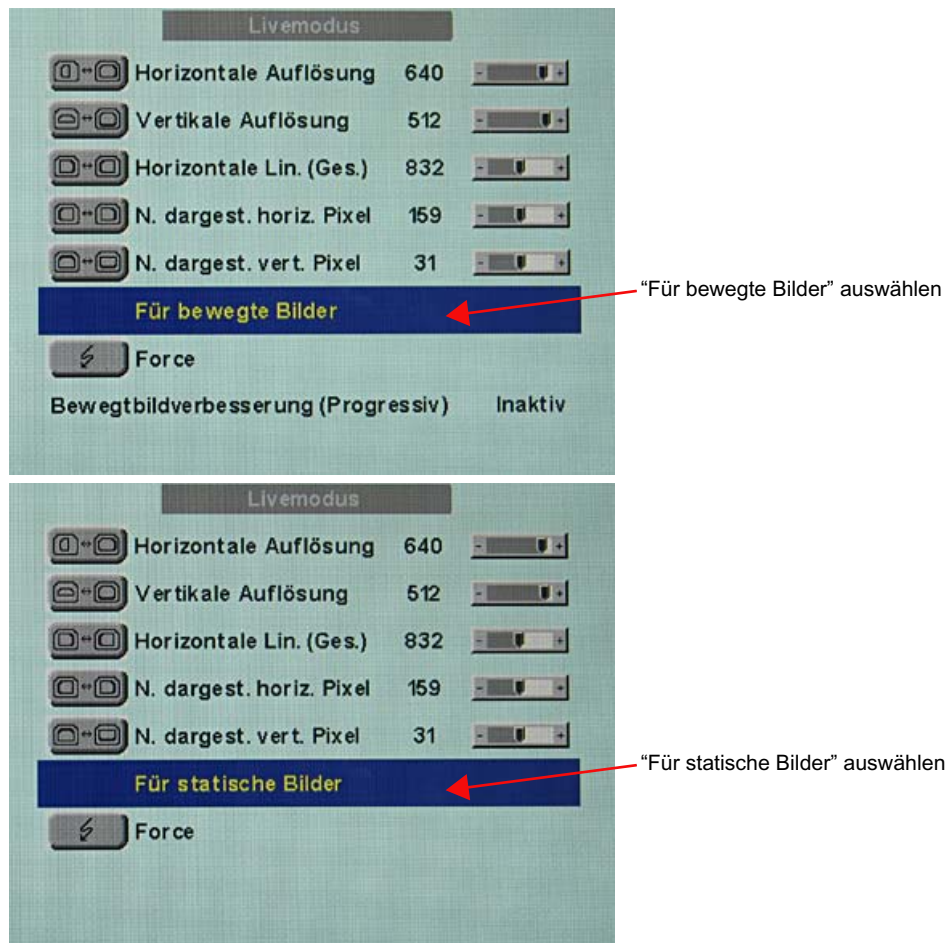 Livemodus
Horizontale Auflösung 640 - +
Vertikale Auflösung 512 - +
Horizontale Lin. (Ges.) 832 - +
N. dargest. horiz. Pixel 159 - +
N. dargest. vert. Pixel 31 - +
Für bewegte Bilder
“Für bewegte Bilder” auswählen
Force
Bewegtbildverbesserung (Progressiv) Inaktiv
Livemodus
Horizontale Auflösung 640 - +
Vertikale Auflösung 512 - +
Horizontale Lin. (Ges.) 832 - +
N. dargest. horiz. Pixel 159 - +
N. dargest. vert. Pixel 31 - +
Für statische Bilder
“Für statische Bilder” auswählen
Force